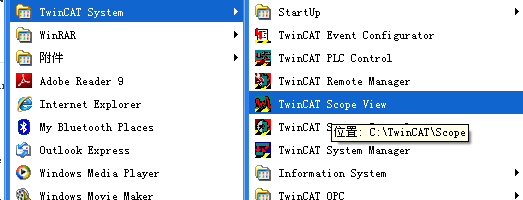 TwinCAT System
WinRAR
附件
Adobe Reader 9
Internet Explorer
My Bluetooth Places
Outlook Express
Windows Media Player
Windows Movie Maker
StartUp
TwinCAT Event Configurator
TwinCAT PLC Control
TwinCAT Remote Manager
TwinCAT Scope View
位置: C:\TwinCAT\Scope
TwinCAT
TwinCAT System Manager
Information System
TwinCAT OPC